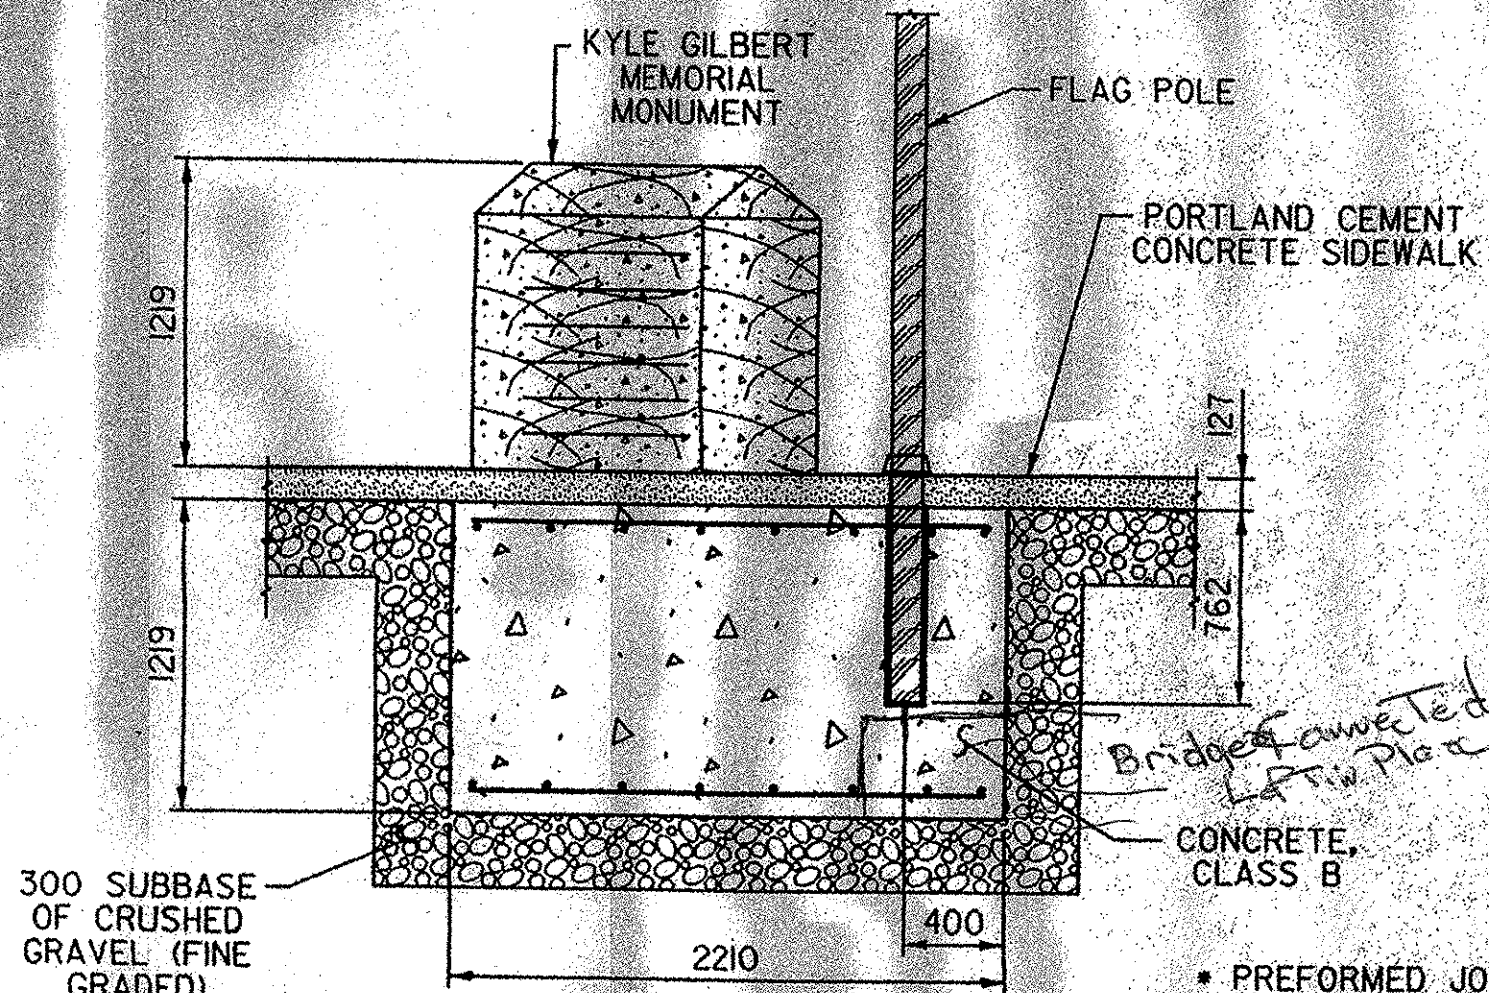 KYLE GILBERT
MEMORIAL
MONUMENT
FLAG POLE
PORTLAND CEMENT
CONCRETE SIDEWALK
1219
127
1219
762
Bridge
CONCRETE,
CLASS B
300 SUBBASE
OF CRUSHED
GRAVEL (FINE
GRADED)
400
2210
* PREFORMED JO